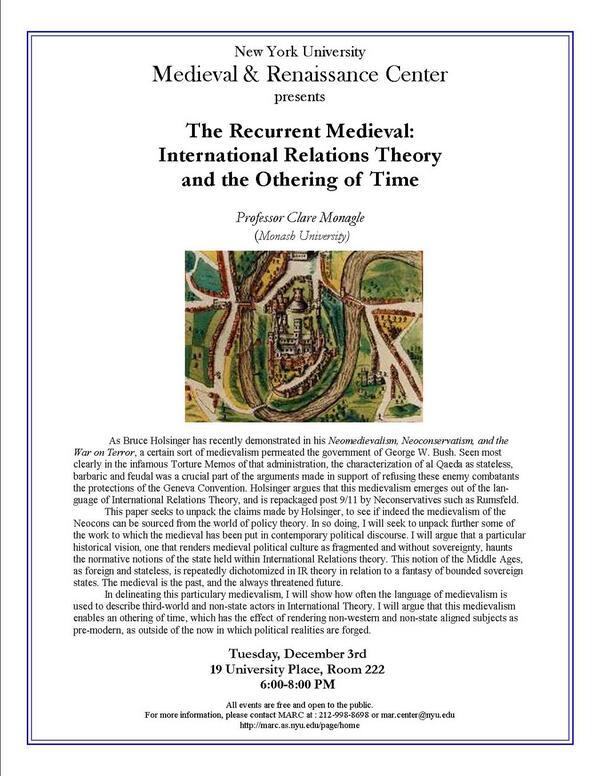 New York University
Medieval & Renaissance Center
presents
The Recurrent Medieval:
International Relations Theory
and the Othering of Time
Professor Clare Monagle
(Monash University)
As Bruce Holsinger has recently demonstrated in his Neomedievalism, Neoconservatism, and the
War on Terror, a certain sort of medievalism permeated the government of George W. Bush. Seen most
clearly in the infamous Torture Memos of that administration, the characterization of al Qaeda as stateless,
barbaric and feudal was a crucial part of the arguments made in support of refusing these enemy combatants
the protections of the Geneva Convention. Holsinger argues that this medievalism emerges out of the lan-
guage of International Relations Theory, and is repackaged post 9/11 by Neconservatives such as Rumsfeld.
This paper seeks to unpack the claims made by Holsinger, to see if indeed the medievalism of the
Neocons can be sourced from the world of policy theory. In so doing, I will seek to unpack further some of
the work to which the medieval has been put in contemporary political discourse. I will argue that a particular
historical vision, one that renders medieval political culture as fragmented and without sovereignty, haunts
the normative notions of the state held within International Relations theory. This notion of the Middle Ages,
as foreign and stateless, is repeatedly dichotomized in IR theory in relation to a fantasy of bounded sovereign
states. The medieval is the past, and the always threatened future.
In delineating this particulary medievalism, I will show how often the language of medievalism is
used to describe third-world and non-state actors in International Theory. I will argue that this medievalism
enables an othering of time, which has the effect of rendering non-western and non-state aligned subjects as
pre-modern, as outside of the now in which political realities are forged.
Tuesday, December 3rd
19 University Place, Room 222
6:00-8:00 PM
All events are free and open to the public.
For more information, please contact MARC at : 212-998-8698 or mar.center@nyu.edu
http://marc.as.nyu.edu/page/home